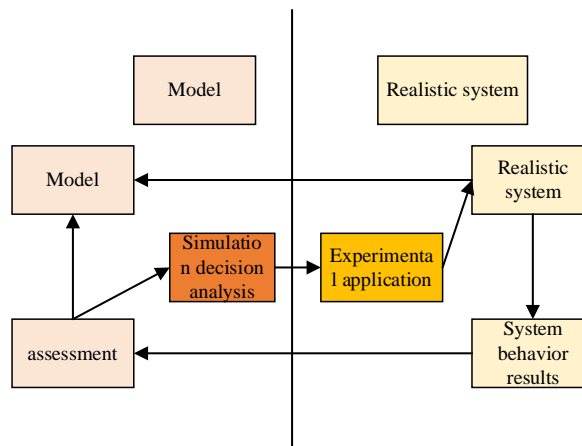 Model
Realistic system
Model
Realistic
system
Simulatio
n decision
analysis
Experimenta
l application
assessment
System
behavior
results